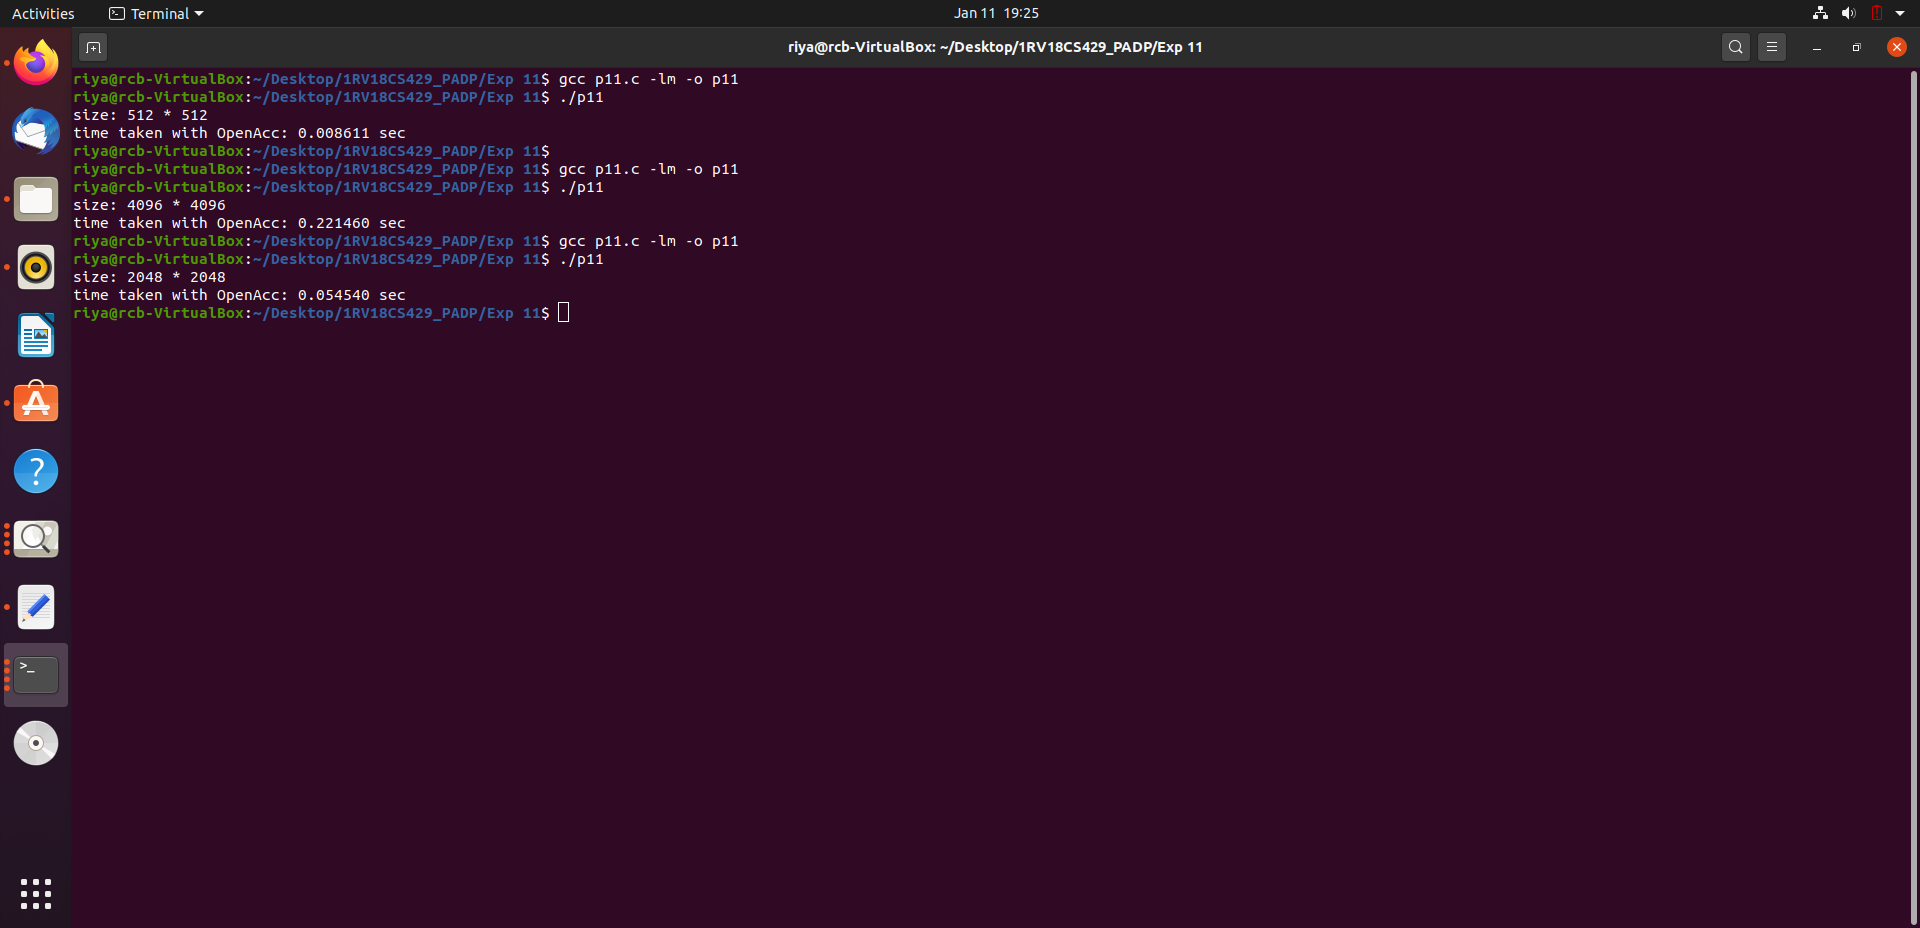 Activities
Terminal
Jan 11 19:25
riya@rcb-VirtualBox: ~/Desktop/1RV18CS429_PADP/Exp 11
riya@rcb-VirtualBox:~/Desktop/1RV18CS429_PADP/Exp 11$ gcc p11.c -lm -o p11
riya@rcb-VirtualBox:~/Desktop/1RV18CS429_PADP/Exp 11$ ./p11
size: 512 * 512
time taken with OpenAcc: 0.008611 sec
riya@rcb-VirtualBox:~/Desktop/1RV18CS429_PADP/Exp 11$
riya@rcb-VirtualBox:~/Desktop/1RV18CS429_PADP/Exp 11$ gcc p11.c -lm -o p11
riya@rcb-VirtualBox:~/Desktop/1RV18CS429_PADP/Exp 11$ ./p11
size: 4096 * 4096
time taken with OpenAcc: 0.221460 sec
riya@rcb-VirtualBox:~/Desktop/1RV18CS429_PADP/Exp 11$ gcc p11.c -lm -o p11
riya@rcb-VirtualBox:~/Desktop/1RV18CS429_PADP/Exp 11$ ./p11
size: 2048 * 2048
time taken with OpenAcc: 0.054540 sec
riya@rcb-VirtualBox:~/Desktop/1RV18CS429_PADP/Exp 11$